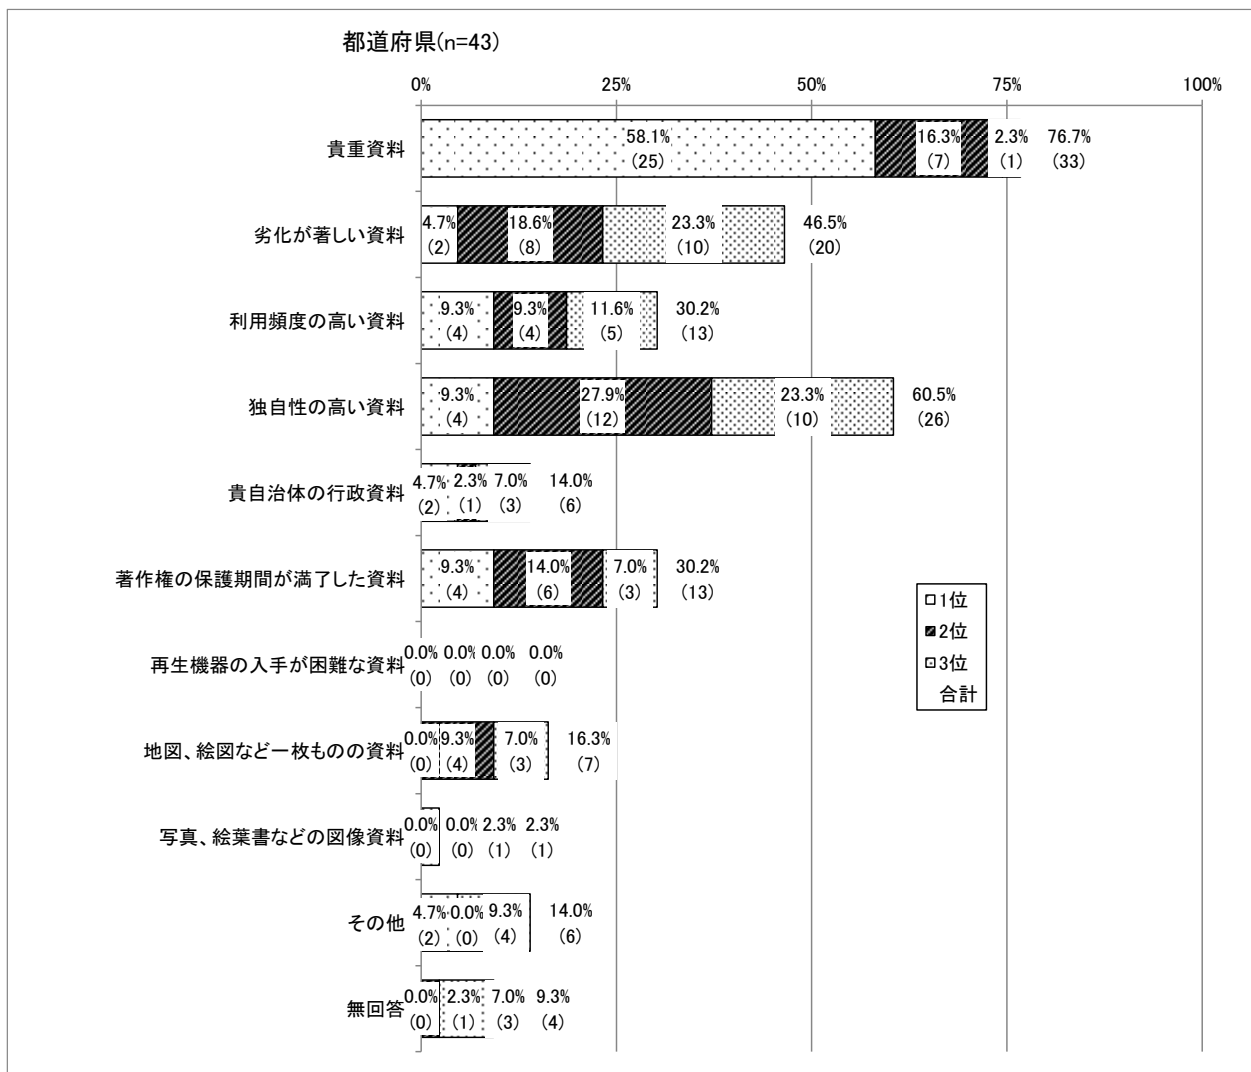 都道府県(n=43)
0% 25% 50% 75% 100%
貴重資料 58.1% 16.3% 2.3% 76.7%
(25) (7) (1) (33)
劣化が著しい資料 4.7% 18.6% 23.3% 46.5%
(2) (8) (10) (20)
利用頻度の高い資料 9.3% 9.3% 11.6% 30.2%
(4) (4) (5) (13)
独自性の高い資料 9.3% 27.9% 23.3% 60.5%
(4) (12) (10) (26)
貴自治体の行政資料 4.7% 2.3% 7.0% 14.0%
(2) (1) (3) (6)
著作権の保護期間が満了した資料 9.3% 14.0% 7.0% 30.2%
(4) (6) (3) (13)
再生機器の入手が困難な資料 0.0% 0.0% 0.0% 0.0%
(0) (0) (0) (0)
地図、絵図など一枚ものの資料 0.0% 9.3% 7.0% 16.3%
(0) (4) (3) (7)
写真、絵葉書などの図像資料 0.0% 0.0% 2.3% 2.3%
(0) (0) (1) (1)
その他 4.7% 0.0% 9.3% 14.0%
(2) (0) (4) (6)
無回答 0.0% 2.3% 7.0% 9.3%
(0) (1) (3) (4)
1位
2位
3位
合計